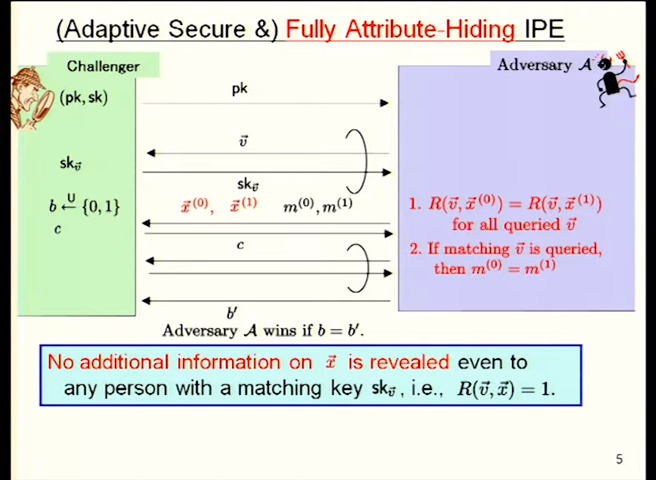 (Adaptive Secure &) Fully Attribute-Hiding IPE
Challenger
Adversary 𝒜
(pk, sk)
pk
v⃗
sk_v⃗
sk_v⃗
b ←U {0,1}
x⃗^(0), x⃗^(1) m^(0), m^(1)
c
c
1. R(v⃗, x⃗^(0)) = R(v⃗, x⃗^(1))
for all queried v⃗
2. If matching v⃗ is queried,
then m^(0) = m^(1)
b′
Adversary 𝒜 wins if b = b′.
No additional information on x⃗ is revealed even to
any person with a matching key sk_v⃗, i.e., R(v⃗, x⃗) = 1.
5